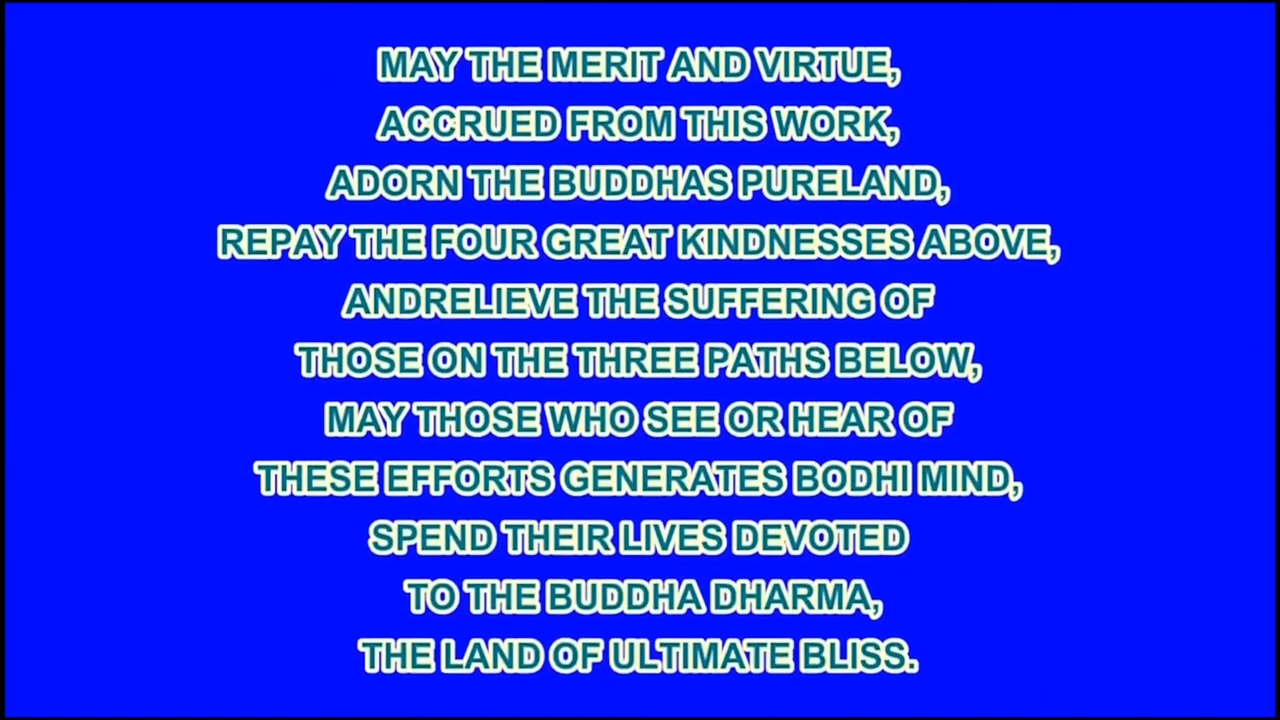 MAY THE MERIT AND VIRTUE,
ACCRUED FROM THIS WORK,
ADORN THE BUDDHAS PURELAND,
REPAY THE FOUR GREAT KINDNESSES ABOVE,
ANDRELIEVE THE SUFFERING OF
THOSE ON THE THREE PATHS BELOW,
MAY THOSE WHO SEE OR HEAR OF
THESE EFFORTS GENERATES BODHI MIND,
SPEND THEIR LIVES DEVOTED
TO THE BUDDHA DHARMA,
THE LAND OF ULTIMATE BLISS.